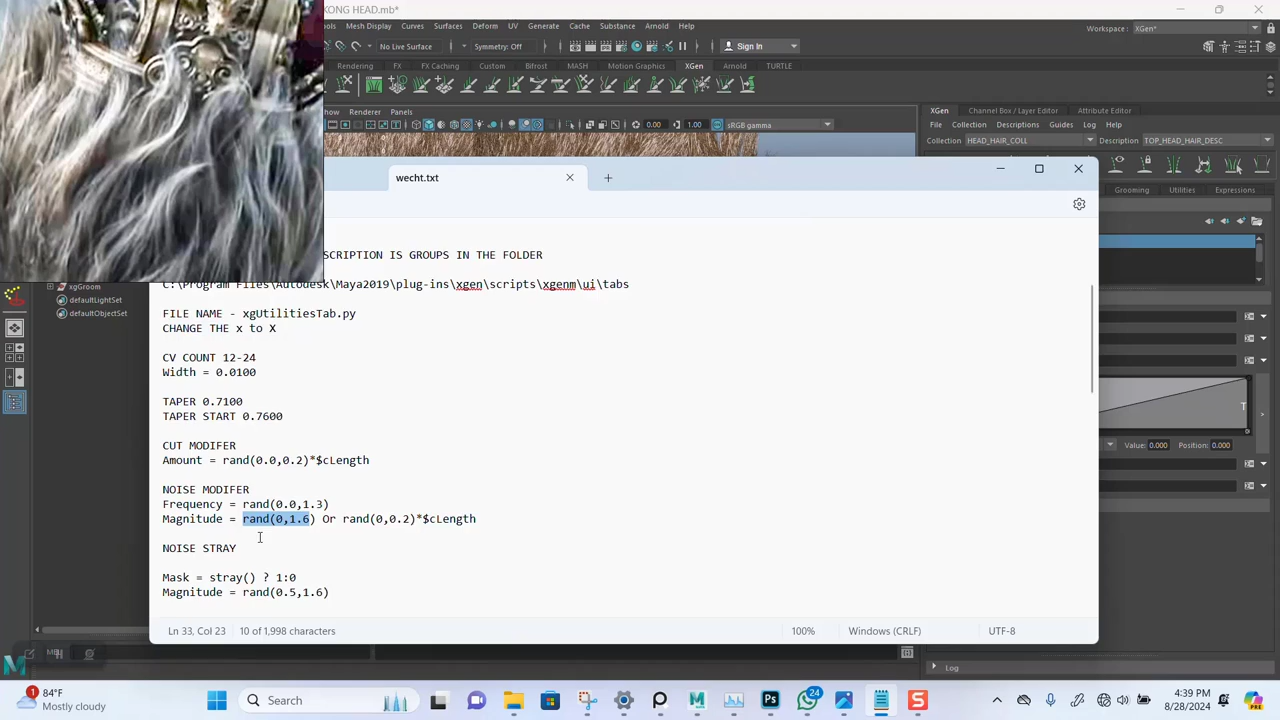 KONG HEAD.mb*
ools Mesh Display Curves Surfaces Deform UV Generate Cache Substance Arnold Help
Workspace: XGen*
No Live Surface Symmetry: Off Sign In
Rendering FX FX Caching Custom Bifrost MASH Motion Graphics XGen Arnold TURTLE
how Renderer Panels
XGen Channel Box / Layer Editor Attribute Editor
0.00 1.00 sRGB gamma
File Collection Descriptions Guides Log Help
Collection HEAD_HAIR_COLL Description TOP_HEAD_HAIR_DESC
wecht.txt
Grooming Utilities Expressions
SCRIPTION IS GROUPS IN THE FOLDER
C:\Program Files\Autodesk\Maya2019\plug-ins\xgen\scripts\xgenm\ui\tabs
xgGroom
defaultLightSet
defaultObjectSet
FILE NAME - xgUtilitiesTab.py
CHANGE THE x to X
CV COUNT 12-24
Width = 0.0100
TAPER 0.7100
TAPER START 0.7600
T
CUT MODIFER
Amount = rand(0.0,0.2)*$cLength
Value: 0.000 Position: 0.000
NOISE MODIFER
Frequency = rand(0.0,1.3)
Magnitude = rand(0,1.6) Or rand(0,0.2)*$cLength
NOISE STRAY
Mask = stray() ? 1:0
Magnitude = rand(0.5,1.6)
Ln 33, Col 23 10 of 1,998 characters 100% Windows (CRLF) UTF-8
Log
1 84°F
Mostly cloudy
Search
24
4:39 PM
8/28/2024